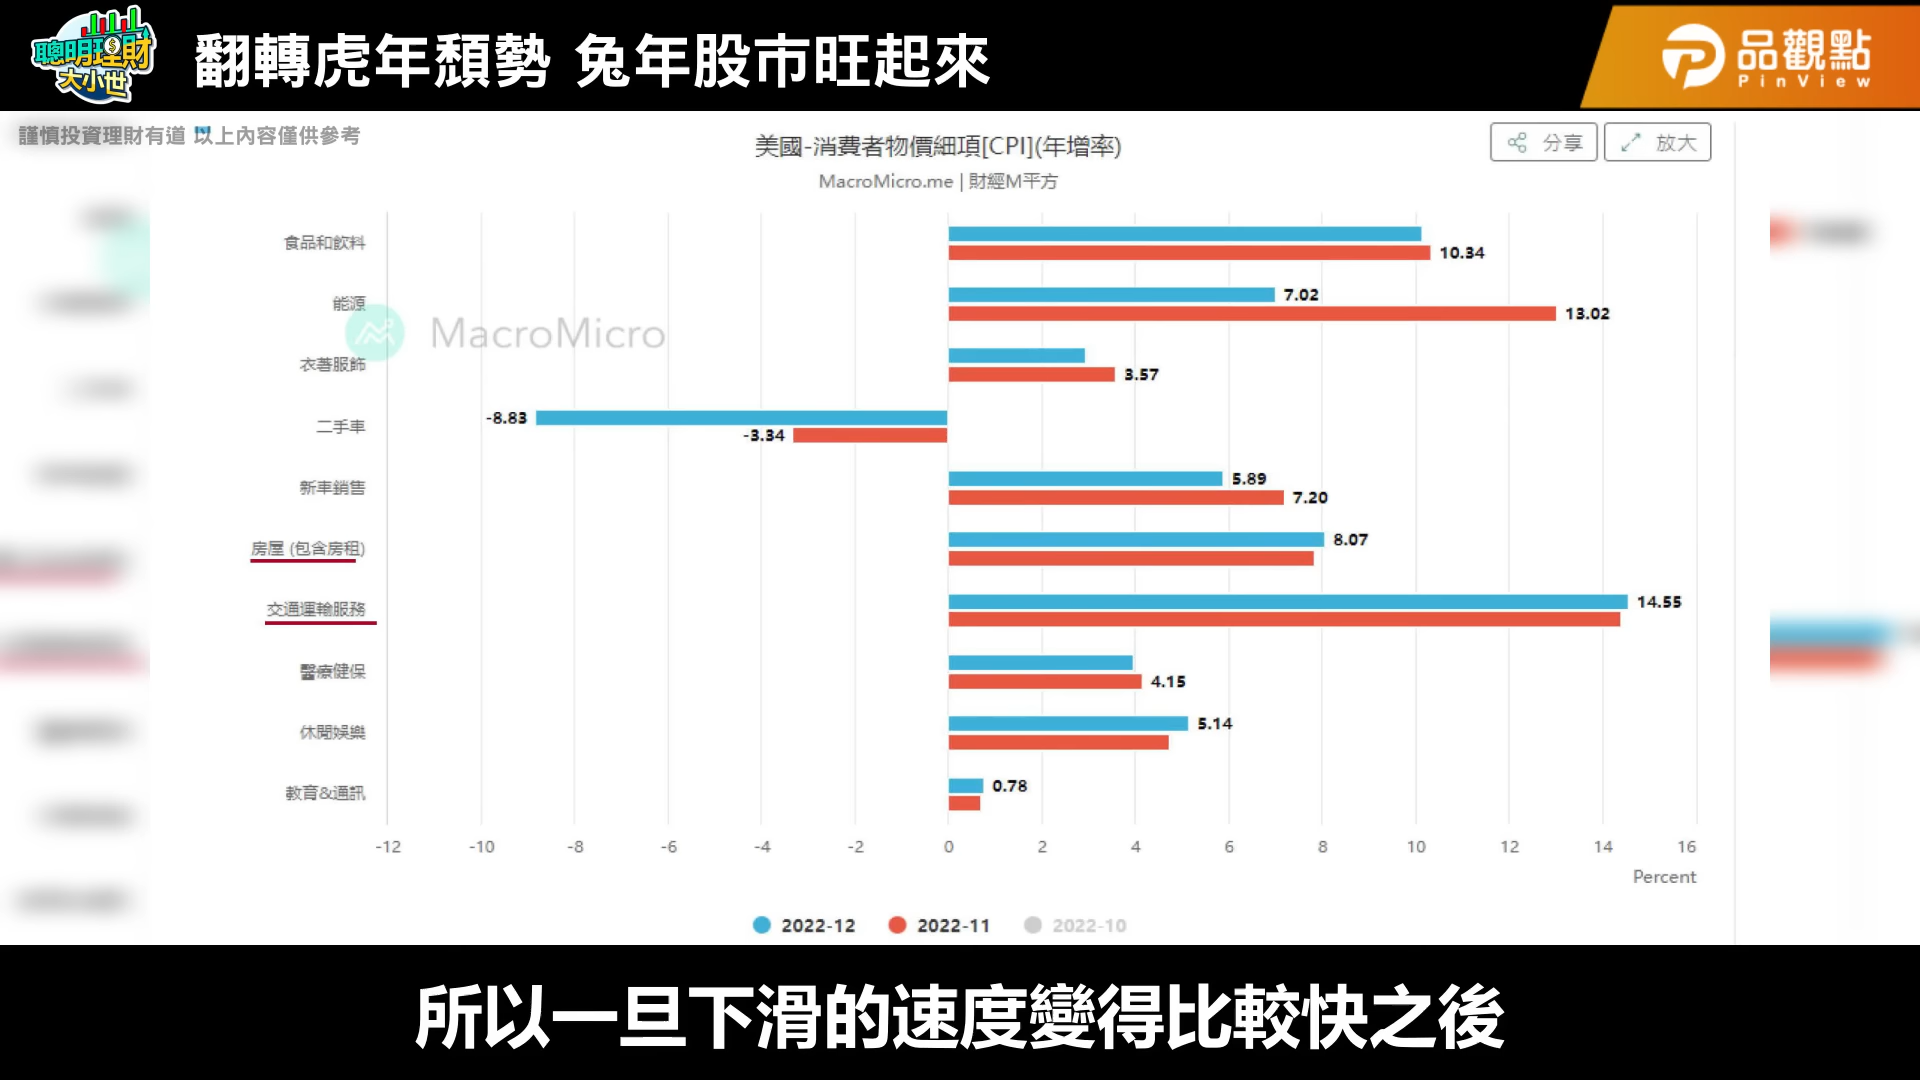 聰明理財
大小世
翻轉虎年頹勢 兔年股市旺起來
品觀點
PinView
謹慎投資理財有道 以上內容僅供參考
美國-消費者物價細項[CPI](年增率)
MacroMicro.me | 財經M平方
分享
放大
食品和飲料
10.34
能源
7.02
13.02
MacroMicro
衣著服飾
3.57
二手車
-8.83
-3.34
新車銷售
5.89
7.20
房屋 (包含房租)
8.07
交通運輸服務
14.55
醫療健保
4.15
休閒娛樂
5.14
教育&通訊
0.78
-12 -10 -8 -6 -4 -2 0 2 4 6 8 10 12 14 16
Percent
2022-12 2022-11 2022-10
所以一旦下滑的速度變得比較快之後